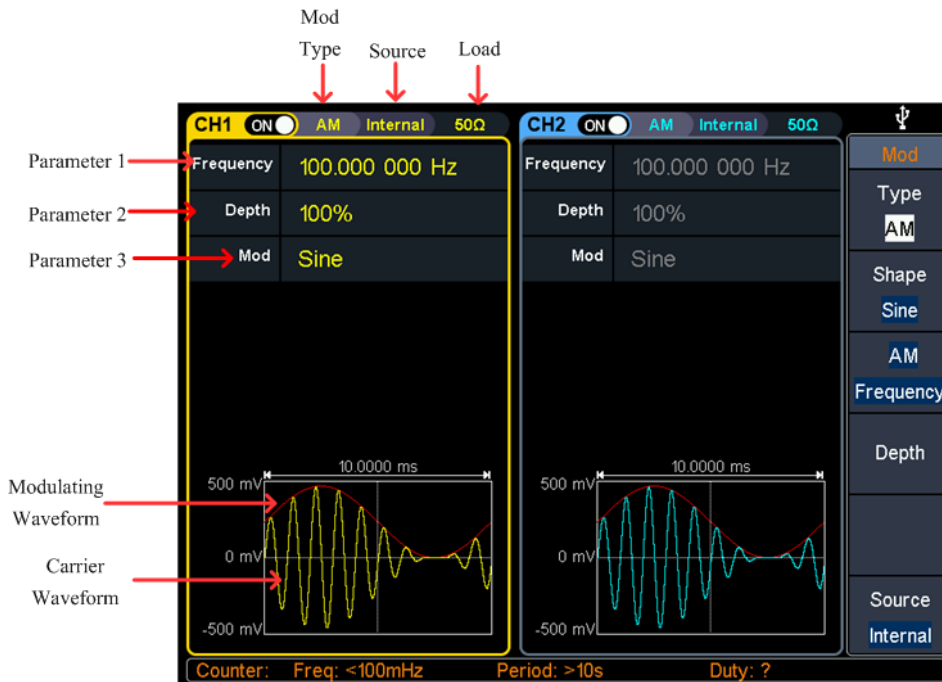 Mod
Type
Source
Load
CH1 ON AM Internal 50Ω
CH2 ON AM Internal 50Ω
Parameter 1
Frequency 100.000 000 Hz
Frequency 100.000 000 Hz
Parameter 2
Depth 100%
Depth 100%
Parameter 3
Mod Sine
Mod Sine
Mod
Type
AM
Shape
Sine
AM
Frequency
Depth
Source
Internal
10.0000 ms
500 mV
0 mV
-500 mV
10.0000 ms
500 mV
0 mV
-500 mV
Modulating
Waveform
Carrier
Waveform
Counter: Freq: <100mHz Period: >10s Duty: ?